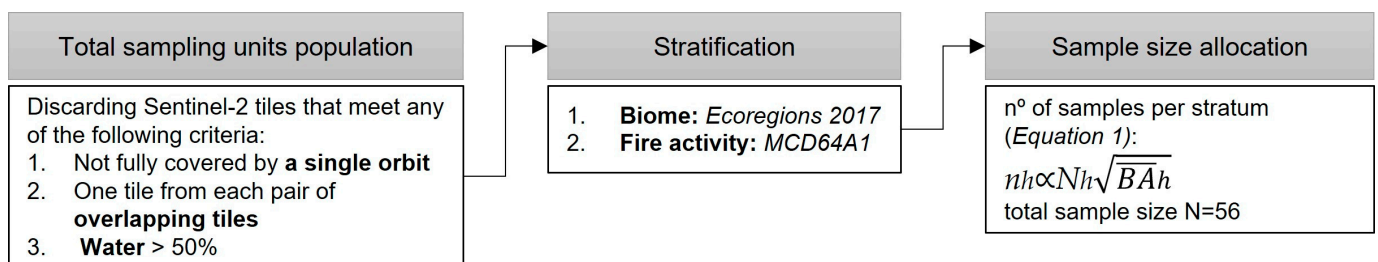 Total sampling units population
Discarding Sentinel-2 tiles that meet any
of the following criteria:
1. Not fully covered by a single orbit
2. One tile from each pair of
overlapping tiles
3. Water > 50%
Stratification
1. Biome: Ecoregions 2017
2. Fire activity: MCD64A1
Sample size allocation
nº of samples per stratum
(Equation 1):
nh∝Nh√B̅A̅h
total sample size N=56